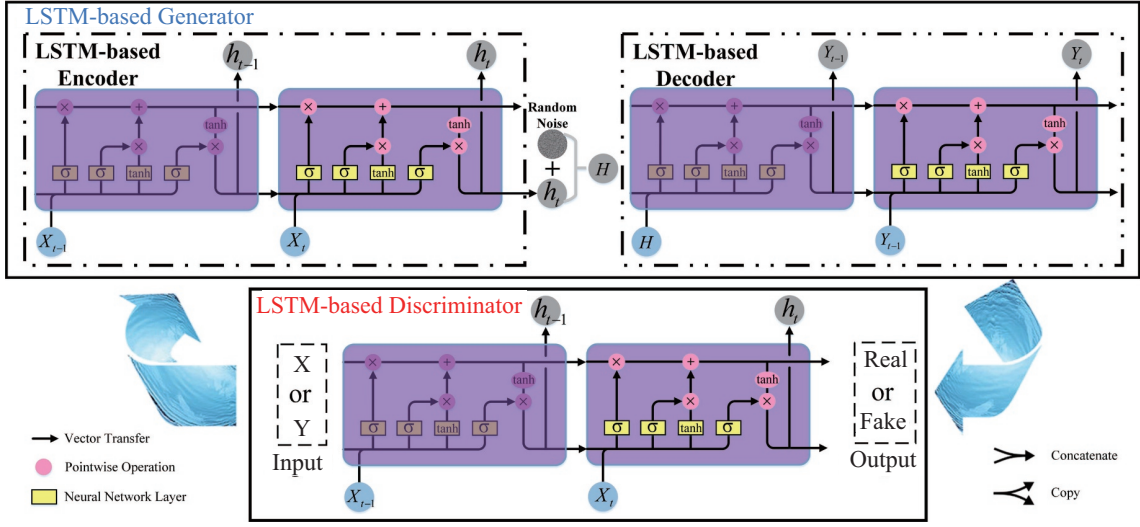 LSTM-based Generator
LSTM-based
Encoder
h_{t-1}
h_t
× + tanh ×
σ σ × tanh σ
× + tanh ×
σ σ × tanh σ
X_{t-1}
X_t
Random
Noise
+
h_t
H
LSTM-based
Decoder
Y_{t-1}
Y_t
× + tanh ×
σ σ × tanh σ
× + tanh ×
σ σ × tanh σ
H
Y_{t-1}
LSTM-based Discriminator
h_{t-1}
h_t
X
or
Y
Input
× + tanh ×
σ σ × tanh σ
× + tanh ×
σ σ × tanh σ
X_{t-1}
X_t
Real
or
Fake
Output
Vector Transfer
Pointwise Operation
Neural Network Layer
Concatenate
Copy